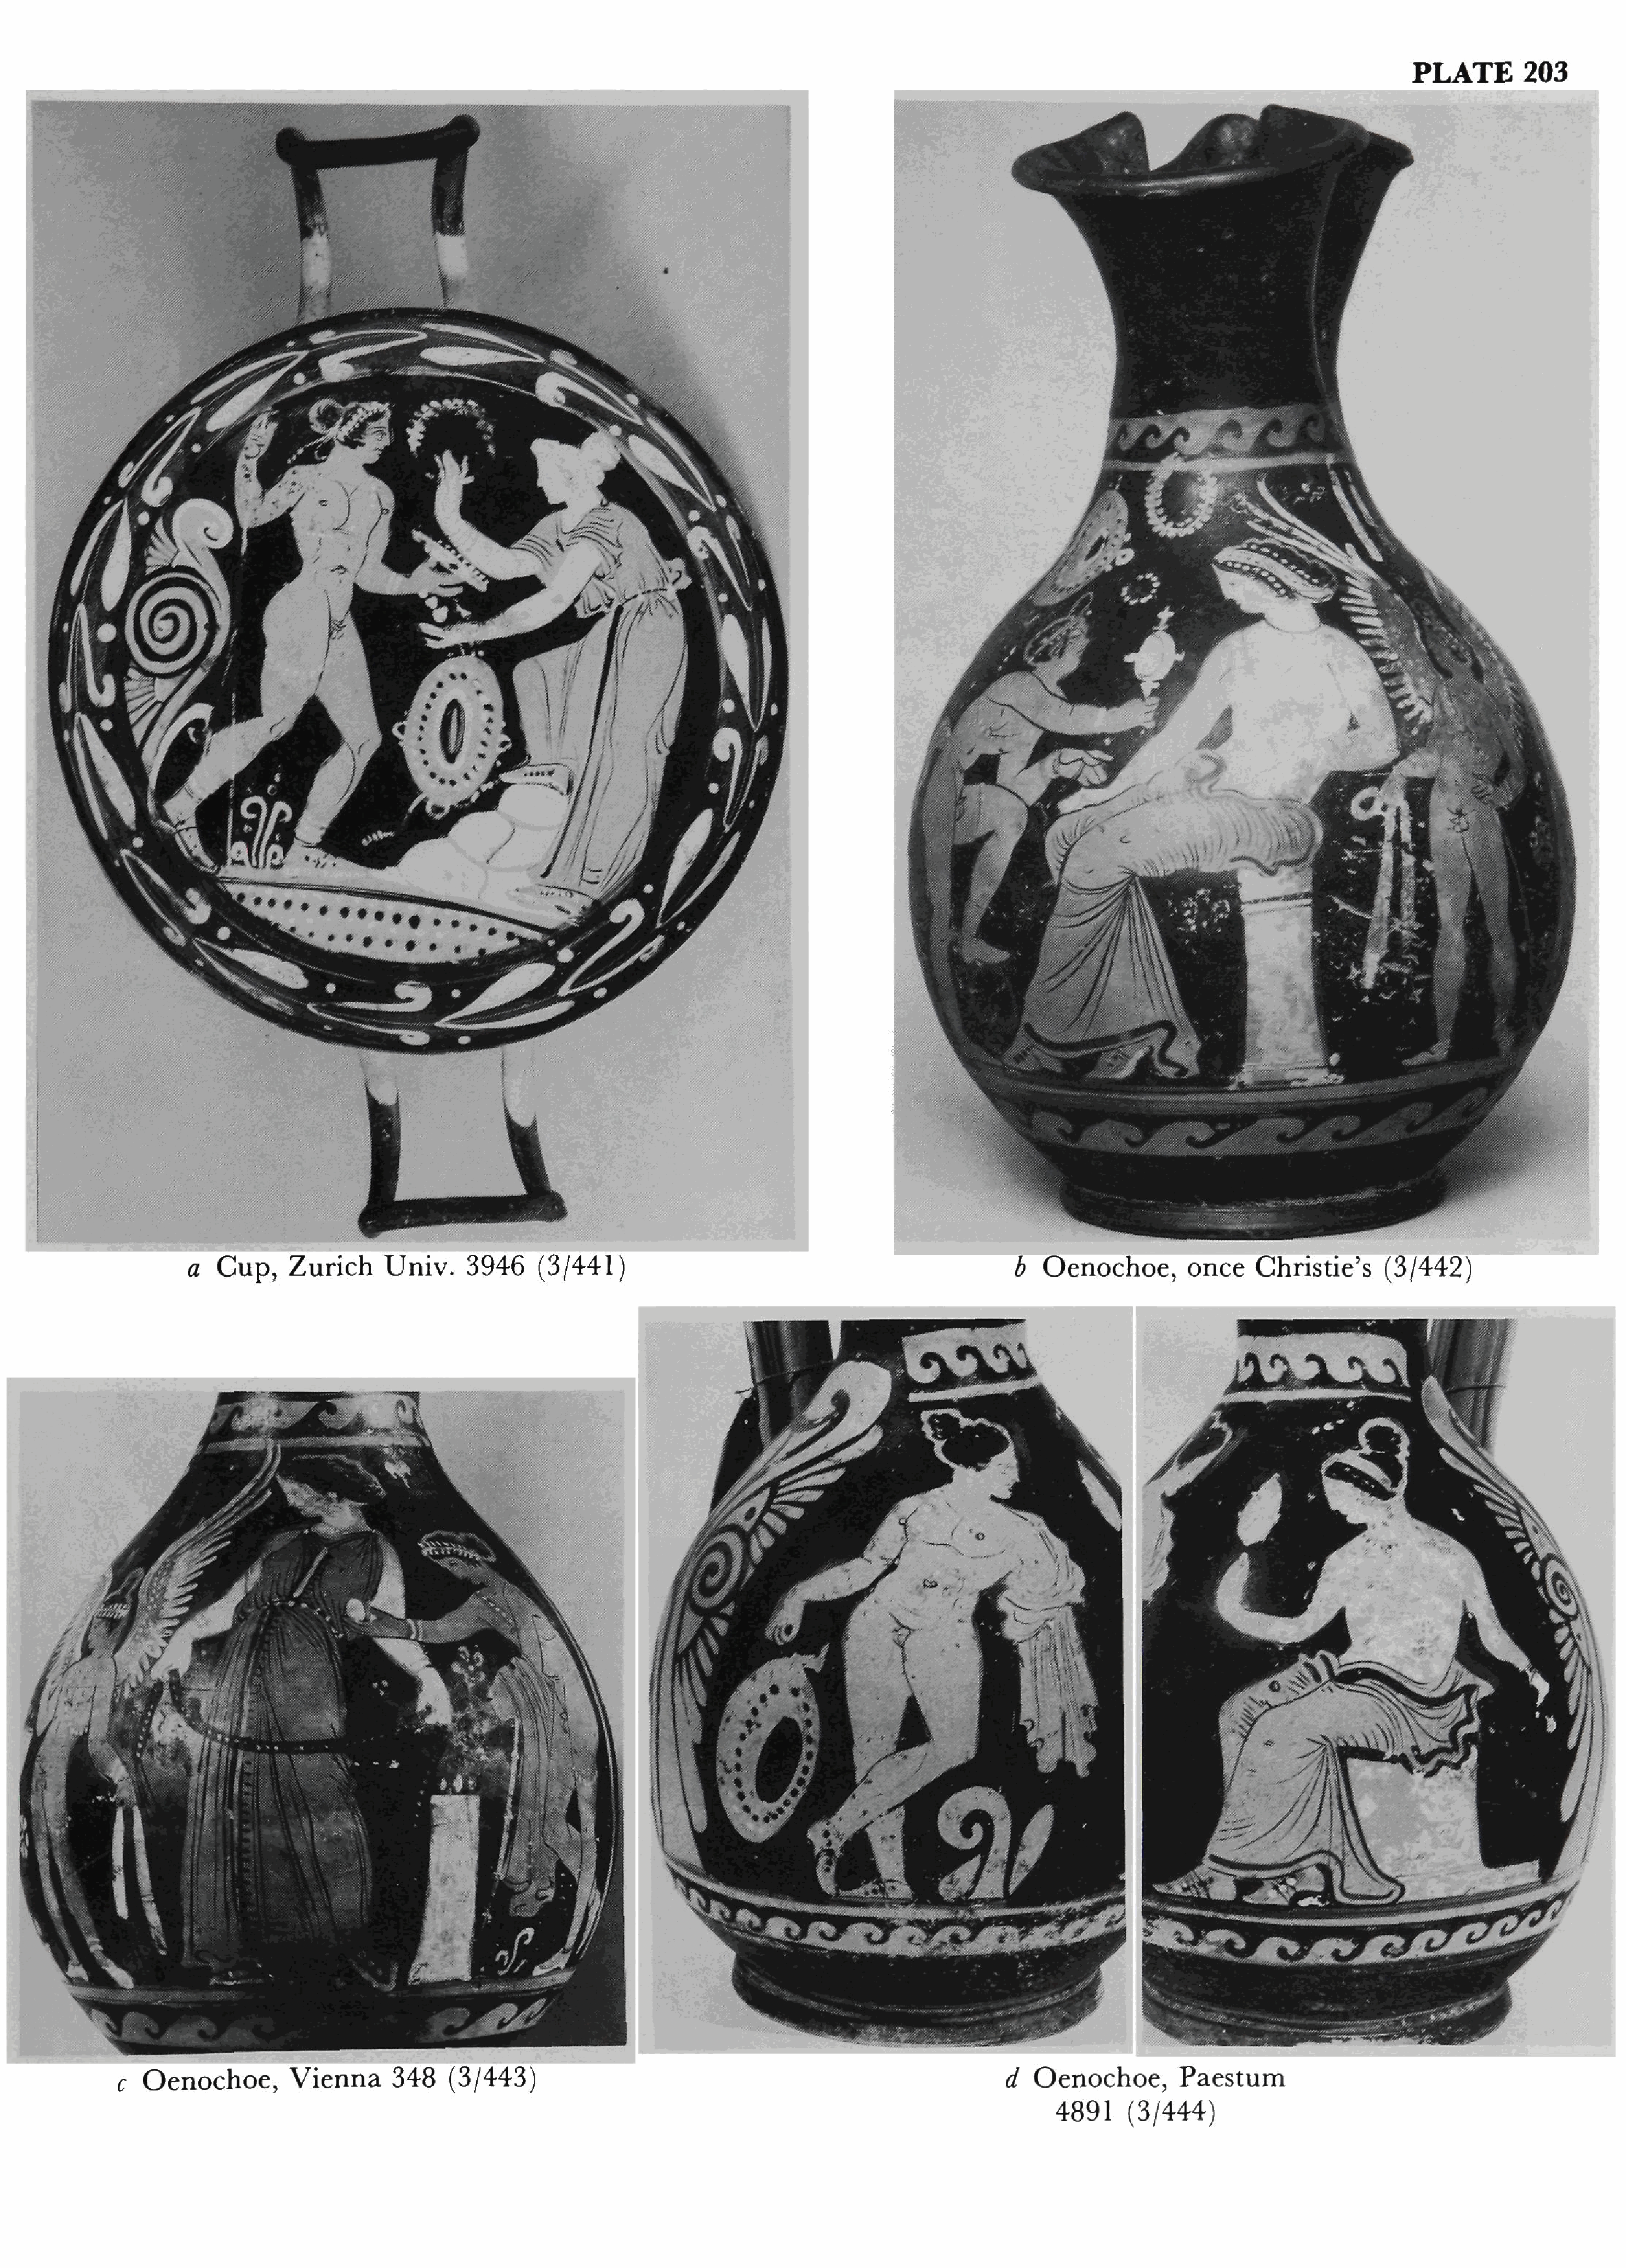 PLATE 203
a Cup, Zurich Univ. 3946 (3/441)
b Oenochoe, once Christie's (3/442)
c Oenochoe, Vienna 348 (3/443)
d Oenochoe, Paestum
4891 (3/444)